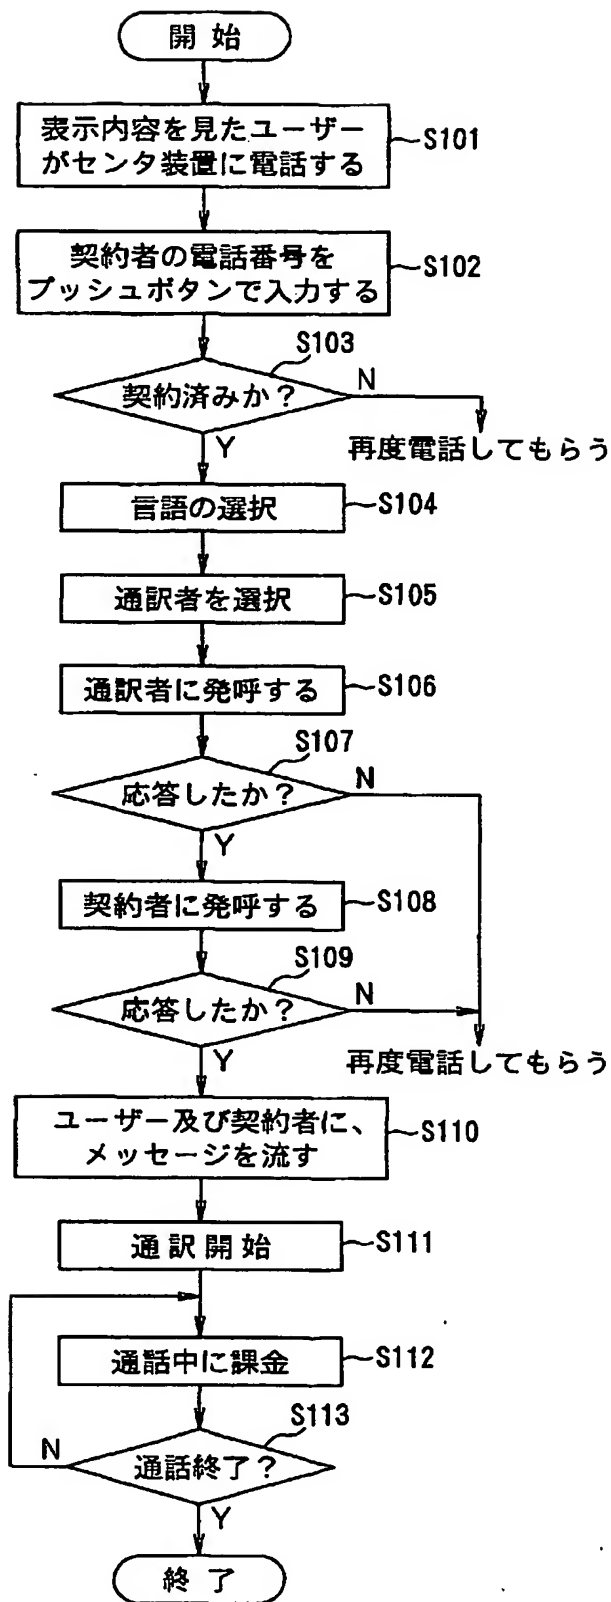 開始
表示内容を見たユーザー
がセンタ装置に電話する
S101
契約者の電話番号を
プッシュボタンで入力する
S102
S103
契約済みか？
N
Y
再度電話してもらう
言語の選択
S104
通訳者を選択
S105
通訳者に発呼する
S106
S107
応答したか？
N
Y
契約者に発呼する
S108
S109
応答したか？
N
Y
再度電話してもらう
ユーザー及び契約者に、
メッセージを流す
S110
通訳開始
S111
通話中に課金
S112
S113
N
通話終了？
Y
終了